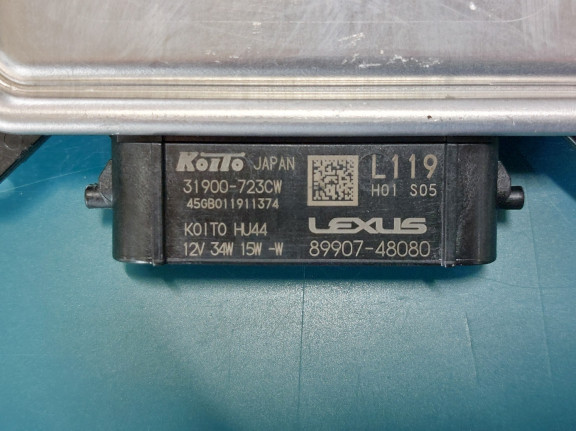 KOITO JAPAN
31900-723CW
45GB011911374
KOITO HU44
12V 34W 15W -W
L119
H01 S05
LEXUS
89907-48080